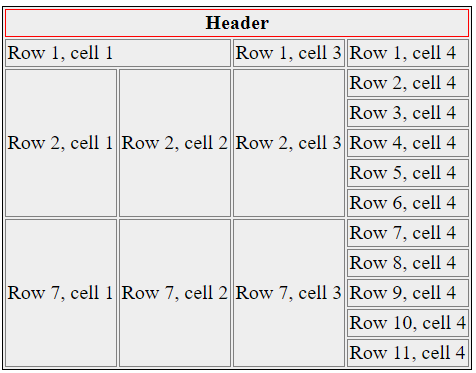 Header
Row 1, cell 1 Row 1, cell 3 Row 1, cell 4
Row 2, cell 1 Row 2, cell 2 Row 2, cell 3 Row 2, cell 4
Row 3, cell 4
Row 4, cell 4
Row 5, cell 4
Row 6, cell 4
Row 7, cell 1 Row 7, cell 2 Row 7, cell 3 Row 7, cell 4
Row 8, cell 4
Row 9, cell 4
Row 10, cell 4
Row 11, cell 4